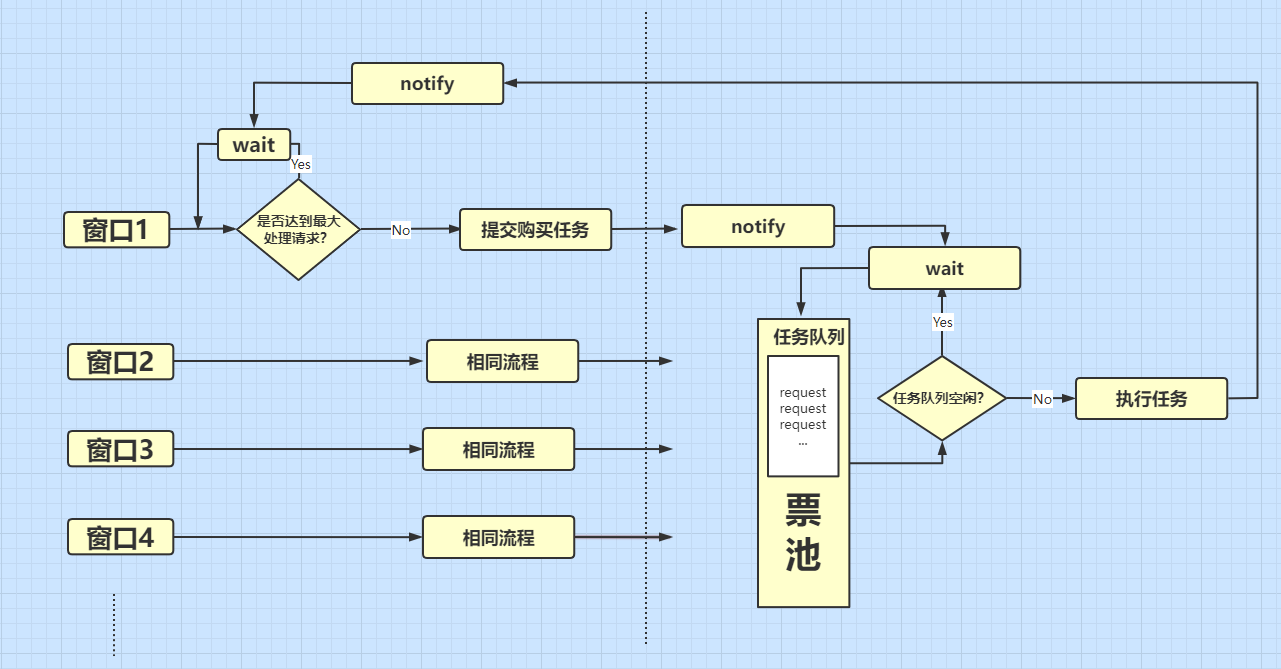 notify
wait
Yes
窗口1
是否达到最大
处理请求?
No
提交购买任务
notify
wait
Yes
任务队列
request
request
request
...
任务队列空闲?
No
执行任务
窗口2
相同流程
窗口3
相同流程
票
池
窗口4
相同流程